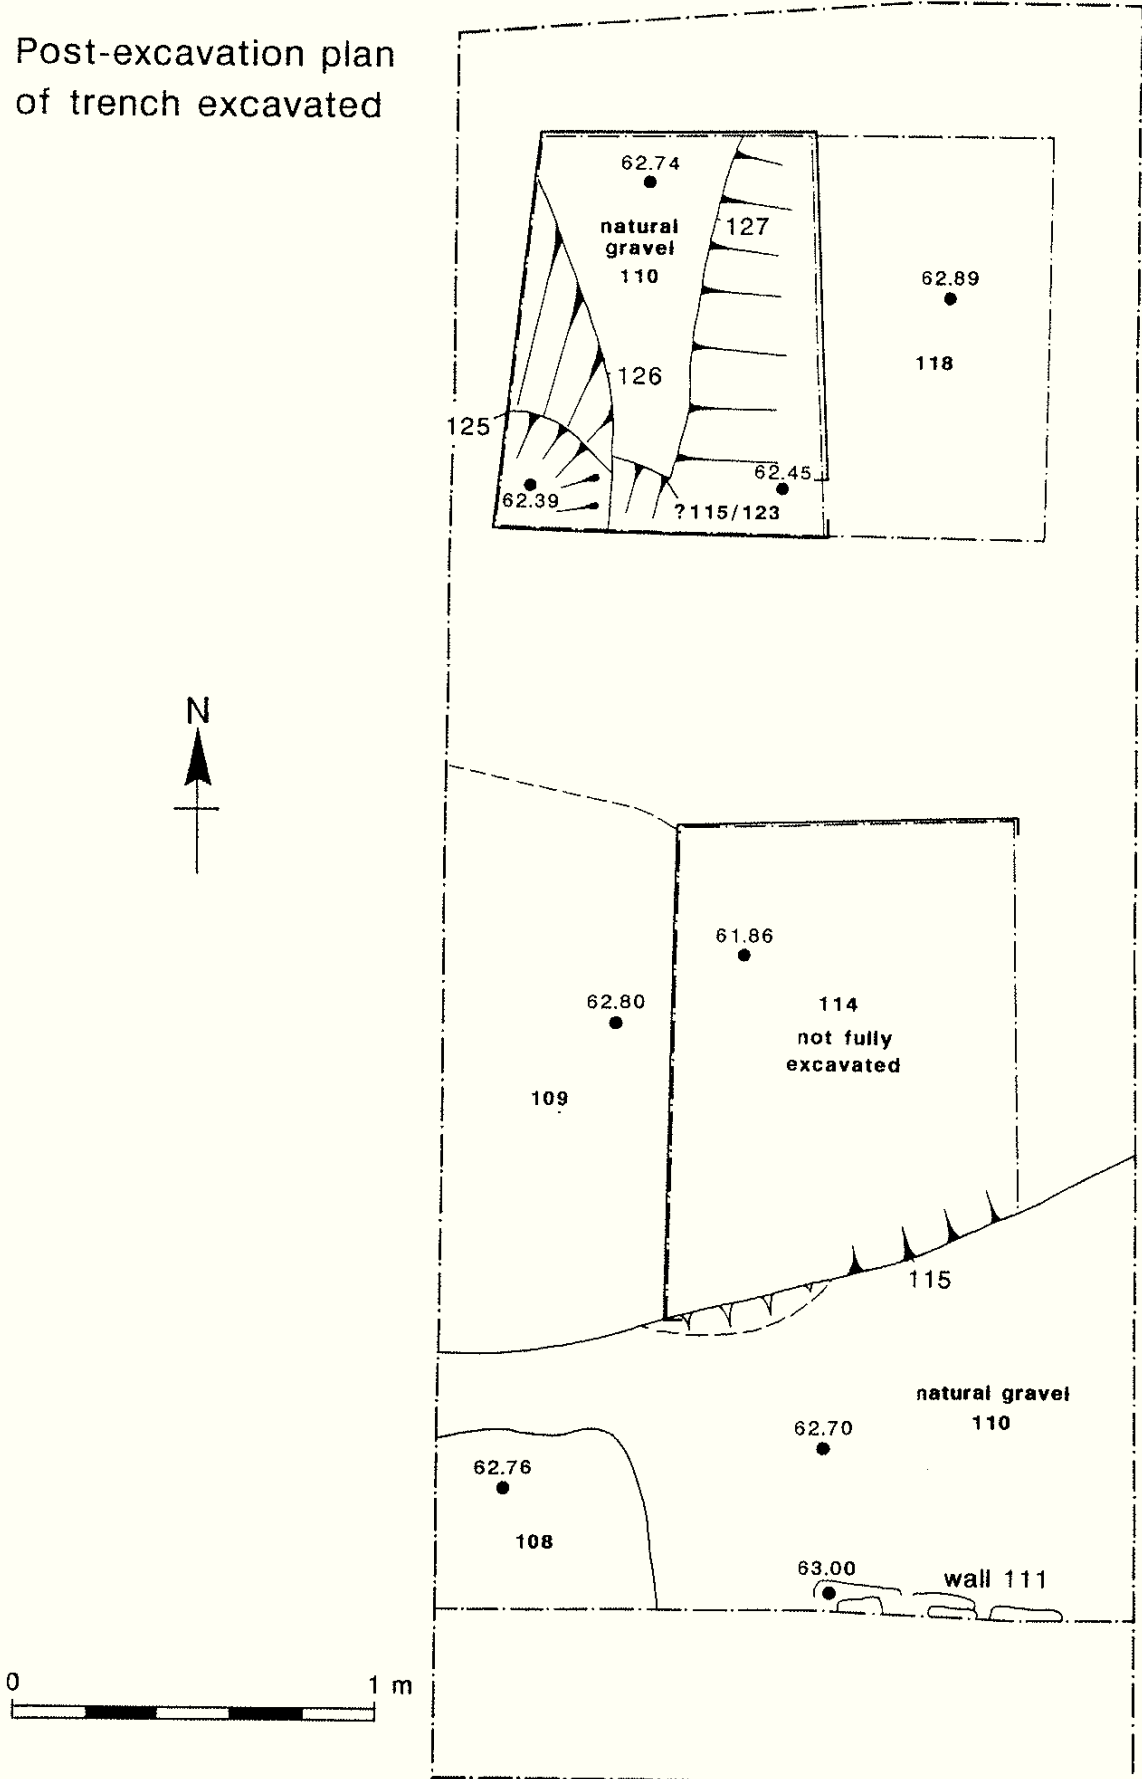 Post-excavation plan
of trench excavated
62.74
natural
gravel
110
127
62.89
118
126
125
62.39
62.45
?115/123
N
61.86
62.80
114
not fully
excavated
109
115
natural gravel
110
62.70
62.76
108
63.00
wall 111
0 1 m